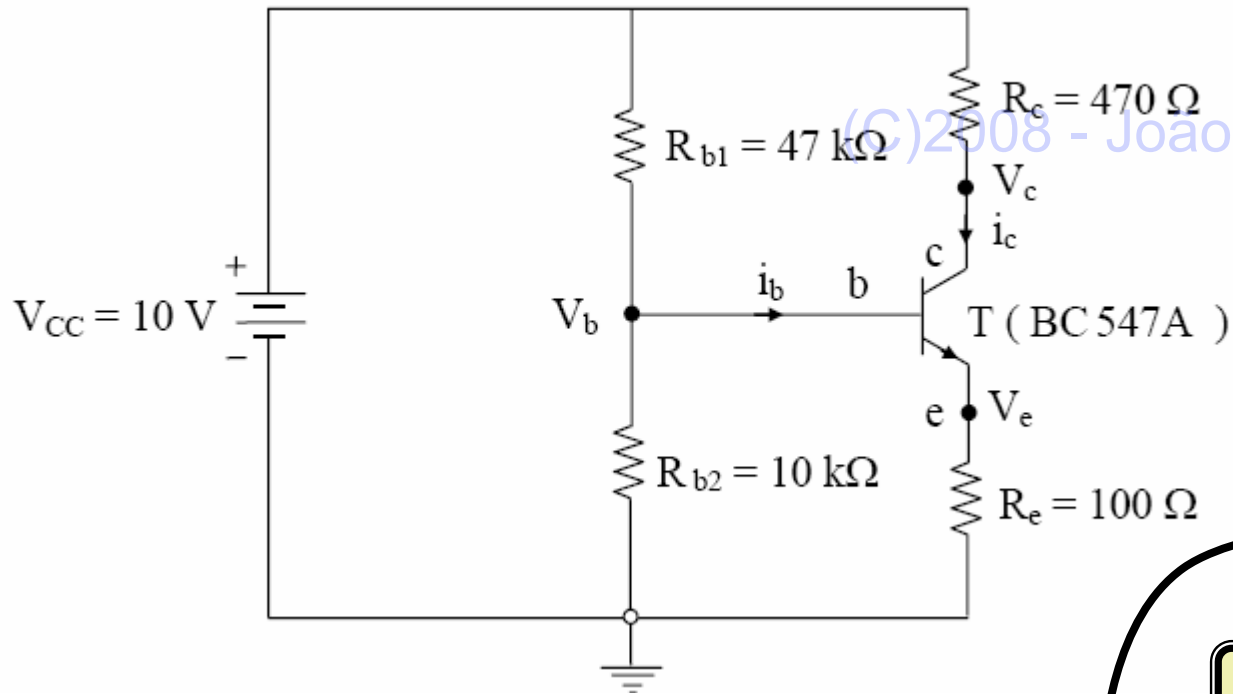 R_c = 470 Ω
(C)2008 - João
R_b1 = 47 kΩ
V_c
i_c
c
+
i_b
b
V_CC = 10 V
V_b
T ( BC 547A )
−
e
V_e
R_b2 = 10 kΩ
R_e = 100 Ω